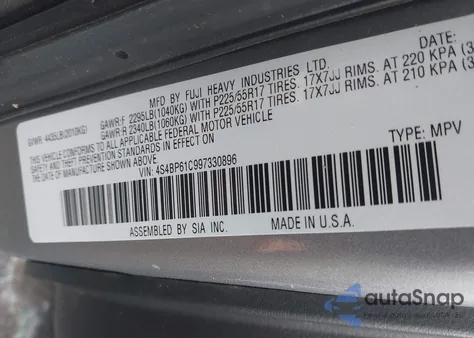 MFD. BY FUJI HEAVY INDUSTRIES LTD. DATE:
GVWR: 4435LB(2010KG) GAWR:F 2295LB(1040KG) WITH P225/55R17 TIRES. 17X7JJ RIMS. AT 220 KPA (3
GAWR:R 2340LB(1060KG) WITH P225/55R17 TIRES. 17X7JJ RIMS. AT 210 KPA (3
THIS VEHICLE CONFORMS TO ALL APPLICABLE FEDERAL MOTOR VEHICLE
SAFETY AND THEFT PREVENTION STANDARDS IN EFFECT ON THE
DATE OF MANUFACTURE SHOWN ABOVE.
VIN: 4S4BP61C997330896 TYPE: MPV
ASSEMBLED BY SIA INC. MADE IN U.S.A.
autoSnap